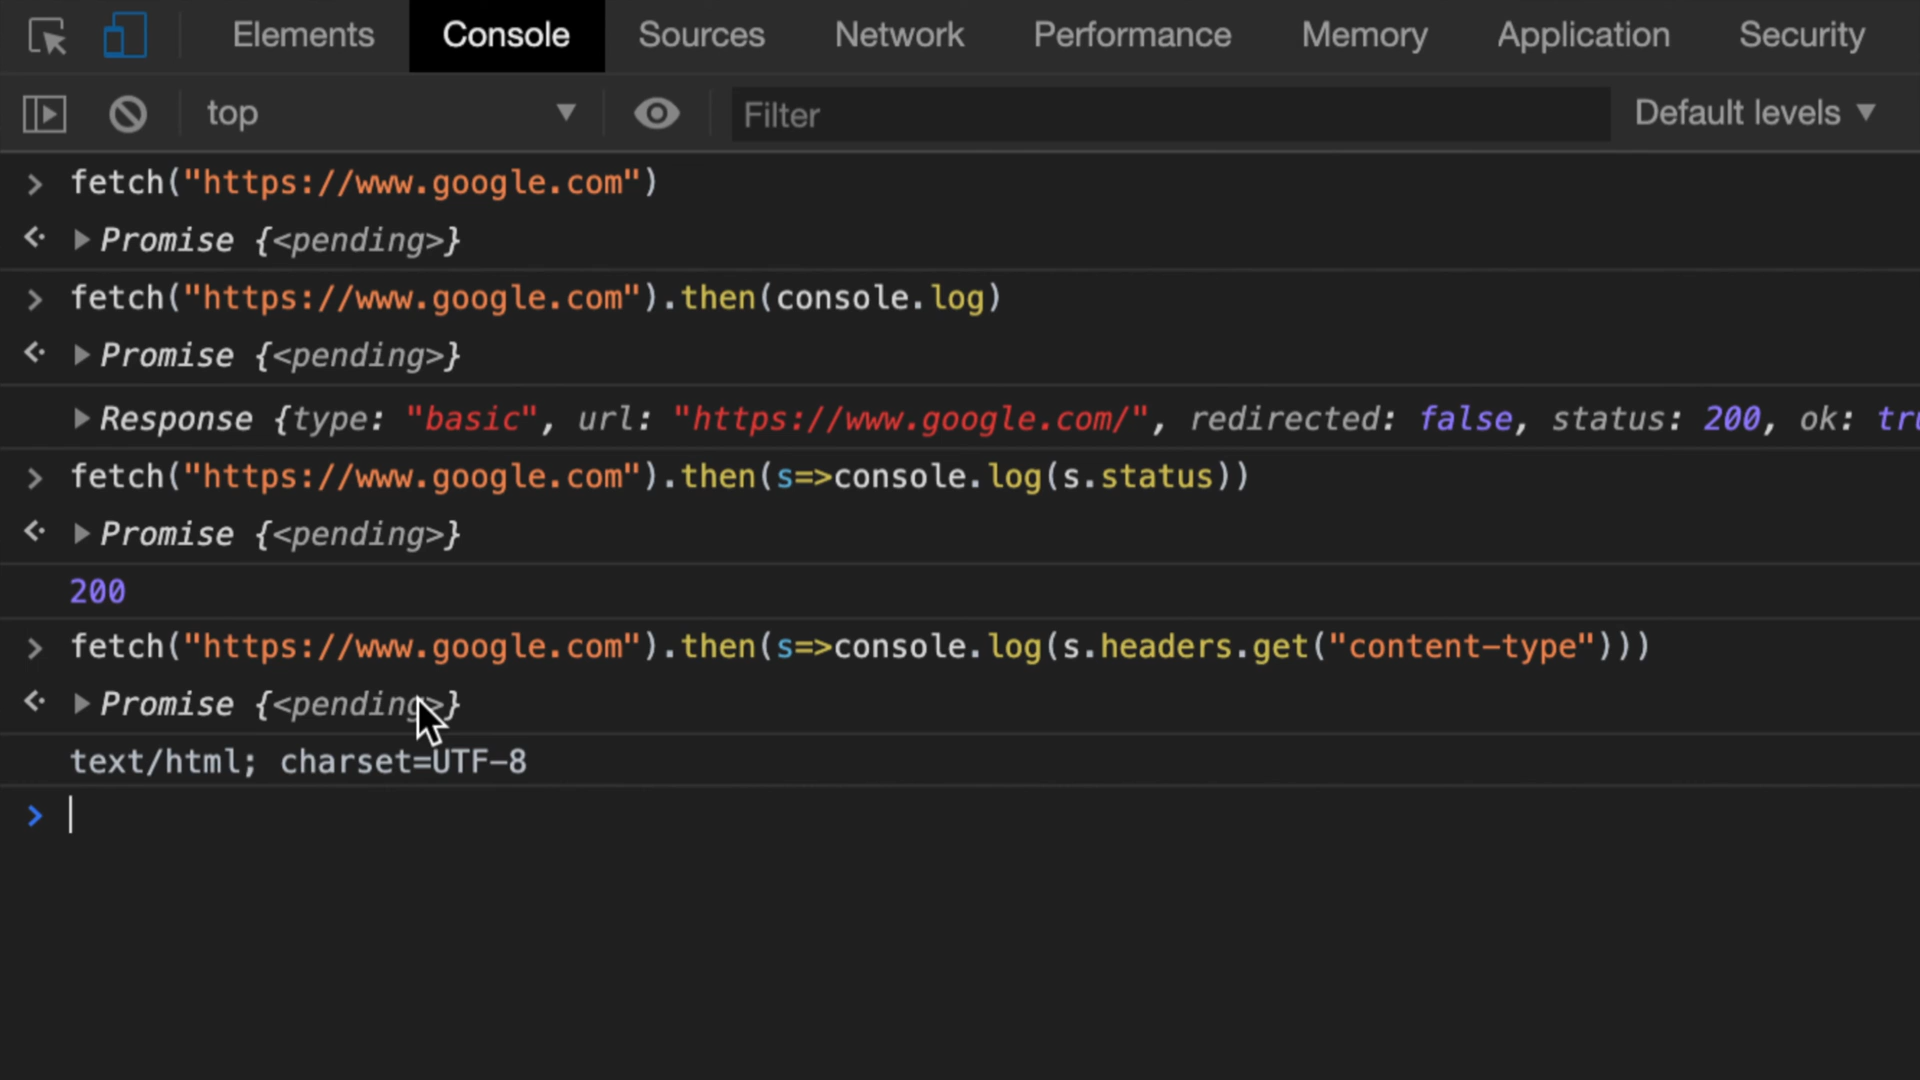 Elements Console Sources Network Performance Memory Application Security
top Filter Default levels
fetch("https://www.google.com")
Promise {<pending>}
fetch("https://www.google.com").then(console.log)
Promise {<pending>}
Response {type: "basic", url: "https://www.google.com/", redirected: false, status: 200, ok: tru
fetch("https://www.google.com").then(s=>console.log(s.status))
Promise {<pending>}
200
fetch("https://www.google.com").then(s=>console.log(s.headers.get("content-type")))
Promise {<pending>}
text/html; charset=UTF-8